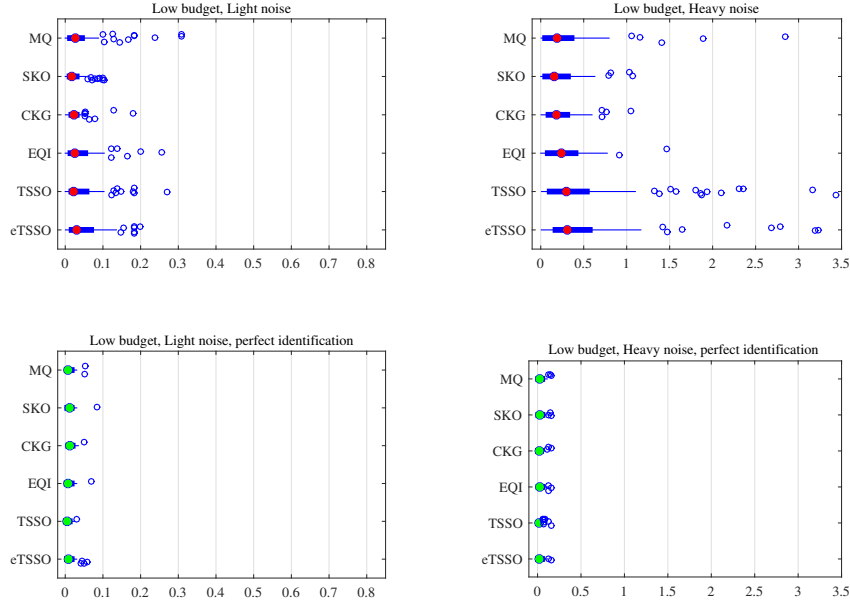 Low budget, Light noise
MQ
SKO
CKG
EQI
TSSO
eTSSO
0 0.1 0.2 0.3 0.4 0.5 0.6 0.7 0.8
Low budget, Heavy noise
MQ
SKO
CKG
EQI
TSSO
eTSSO
0 0.5 1 1.5 2 2.5 3 3.5
Low budget, Light noise, perfect identification
MQ
SKO
CKG
EQI
TSSO
eTSSO
0 0.1 0.2 0.3 0.4 0.5 0.6 0.7 0.8
Low budget, Heavy noise, perfect identification
MQ
SKO
CKG
EQI
TSSO
eTSSO
0 0.5 1 1.5 2 2.5 3 3.5